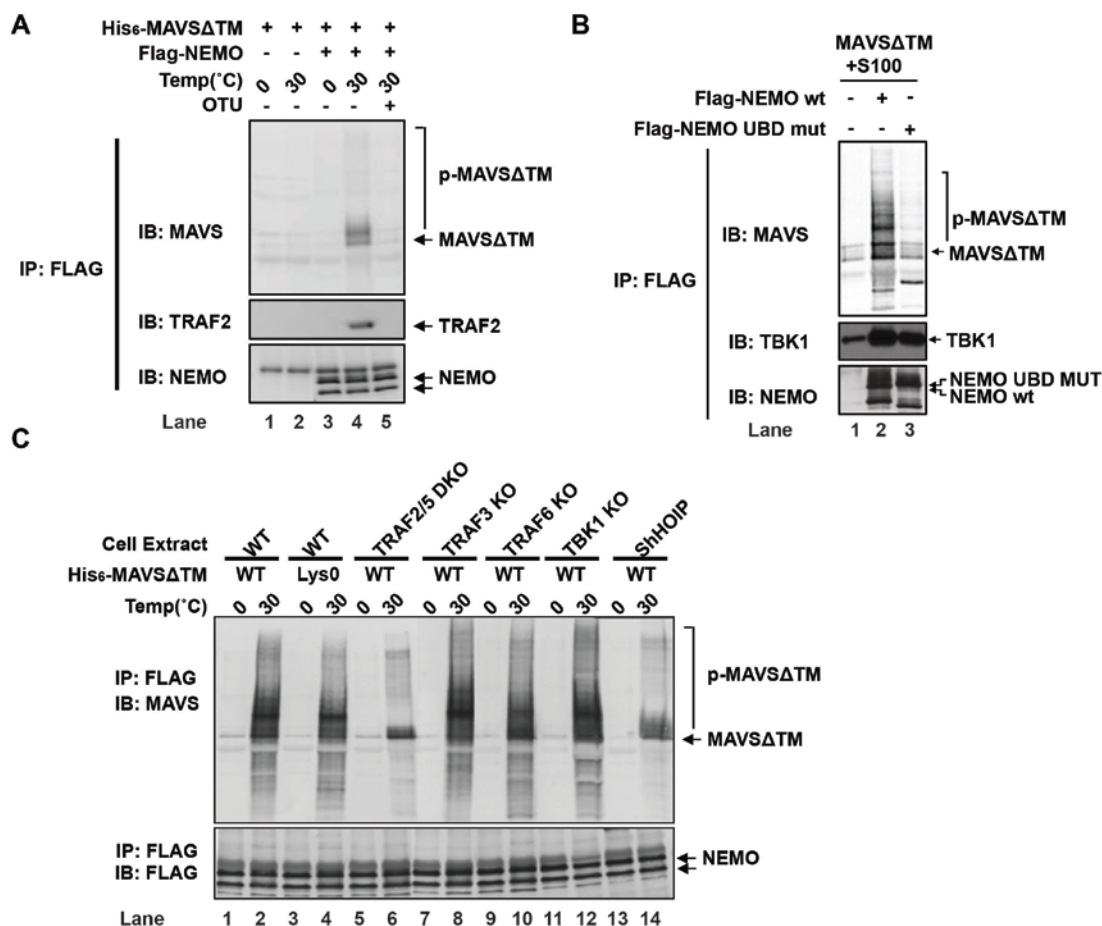 A
His₆-MAVSΔTM + + + + +
Flag-NEMO - - + + +
Temp(˚C) 0 30 0 30 30
OTU - - - - +
p-MAVSΔTM
IB: MAVS
MAVSΔTM
IP: FLAG
IB: TRAF2
TRAF2
IB: NEMO
NEMO
Lane 1 2 3 4 5
B
MAVSΔTM
+S100
Flag-NEMO wt - + -
Flag-NEMO UBD mut - - +
p-MAVSΔTM
IB: MAVS
MAVSΔTM
IP: FLAG
IB: TBK1
TBK1
IB: NEMO
NEMO UBD MUT
NEMO wt
Lane 1 2 3
C
Cell Extract WT WT TRAF2/5 DKO TRAF3 KO TRAF6 KO TBK1 KO ShHOIP
His₆-MAVSΔTM WT Lys0 WT WT WT WT WT
Temp(˚C) 0 30 0 30 0 30 0 30 0 30 0 30 0 30
IP: FLAG
IB: MAVS
p-MAVSΔTM
MAVSΔTM
IP: FLAG
IB: FLAG
NEMO
Lane 1 2 3 4 5 6 7 8 9 10 11 12 13 14